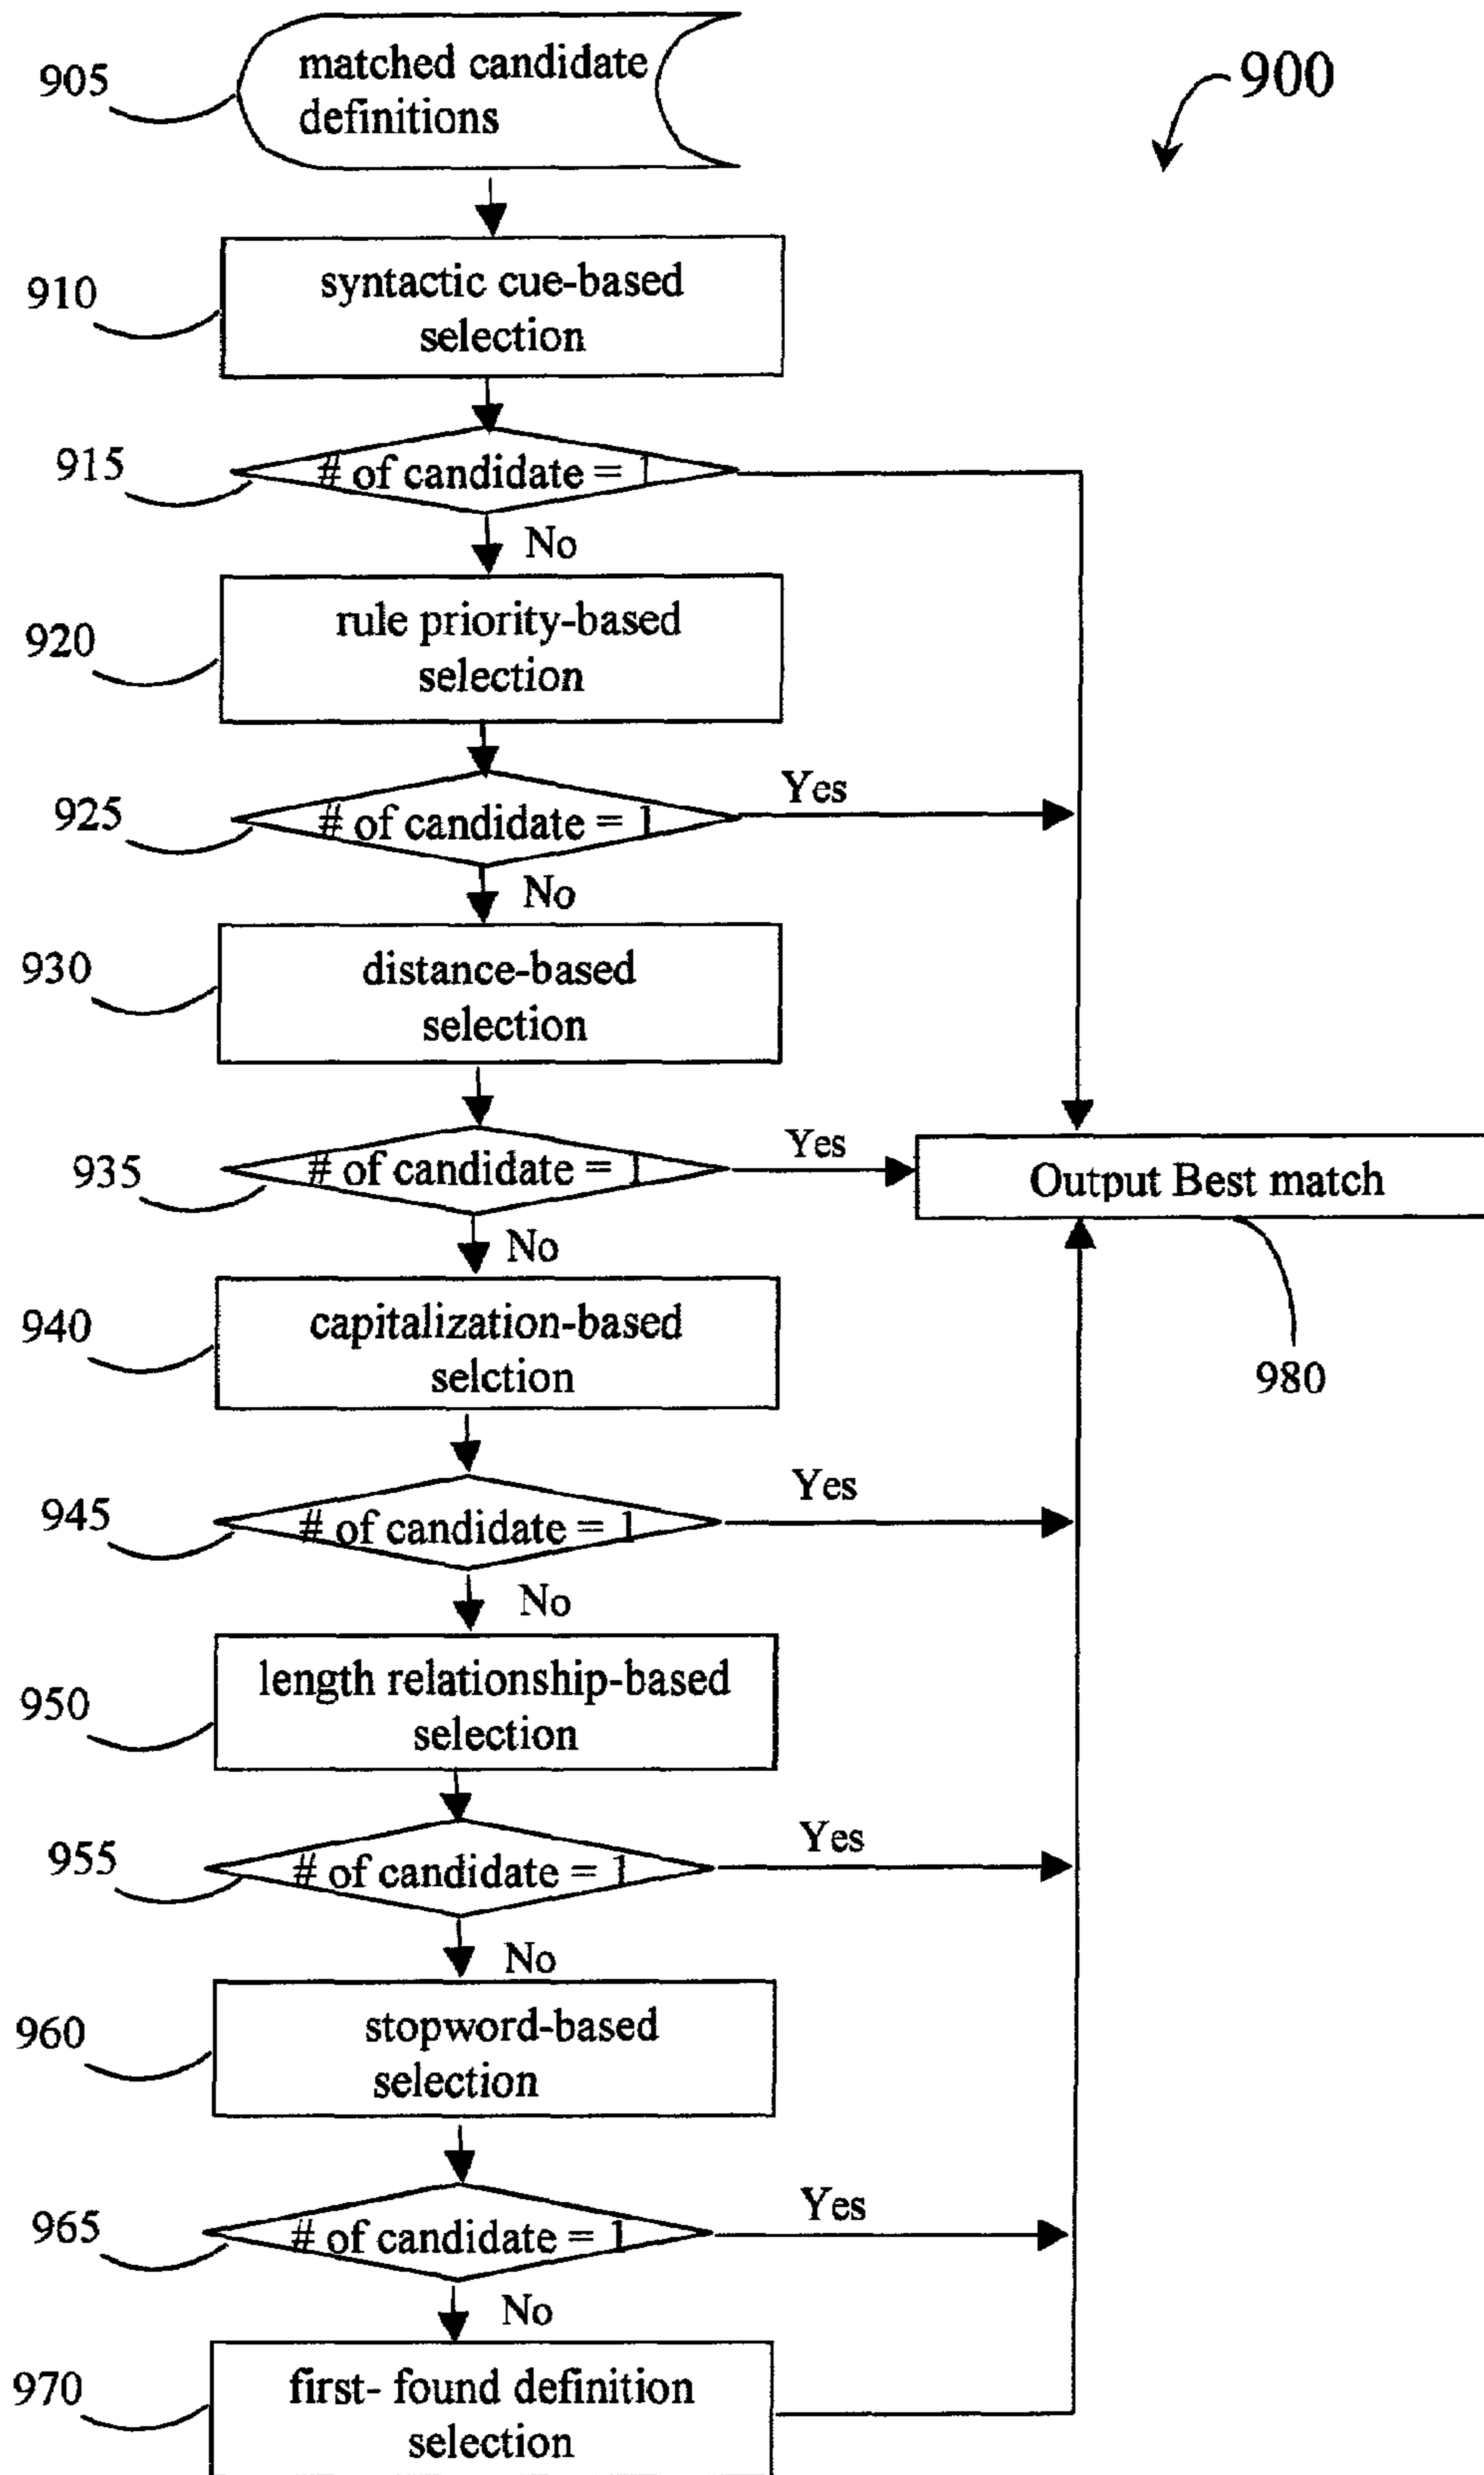 905
matched candidate
definitions
900
910
syntactic cue-based
selection
915
# of candidate = 1
No
920
rule priority-based
selection
925
# of candidate = 1
Yes
No
930
distance-based
selection
935
# of candidate = 1
Yes
Output Best match
980
No
940
capitalization-based
selction
945
# of candidate = 1
Yes
No
950
length relationship-based
selection
955
# of candidate = 1
Yes
No
960
stopword-based
selection
965
# of candidate = 1
Yes
No
970
first- found definition
selection